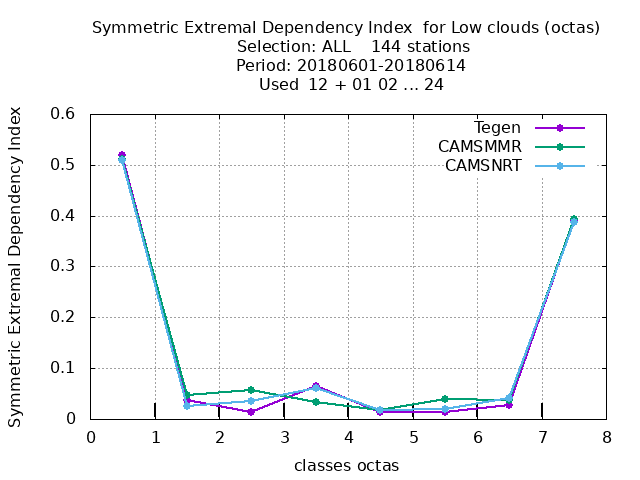 Symmetric Extremal Dependency Index  for Low clouds (octas)
Selection: ALL    144 stations
Period: 20180601-20180614
Used  12 + 01 02 ... 24
Symmetric Extremal Dependency Index
0.6
0.5
0.4
0.3
0.2
0.1
0
Tegen
CAMSMMR
CAMSNRT
0 1 2 3 4 5 6 7 8
classes octas